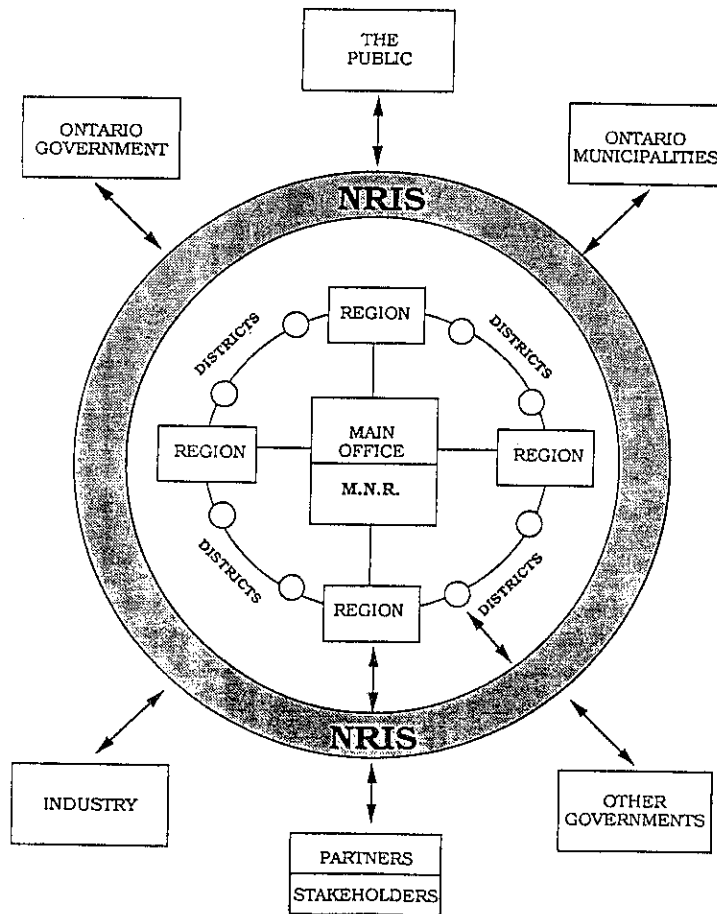 THE
PUBLIC
ONTARIO
GOVERNMENT
ONTARIO
MUNICIPALITIES
NRIS
REGION
DISTRICTS
DISTRICTS
REGION
MAIN
OFFICE
M.N.R.
REGION
DISTRICTS
DISTRICTS
REGION
NRIS
INDUSTRY
OTHER
GOVERNMENTS
PARTNERS
STAKEHOLDERS